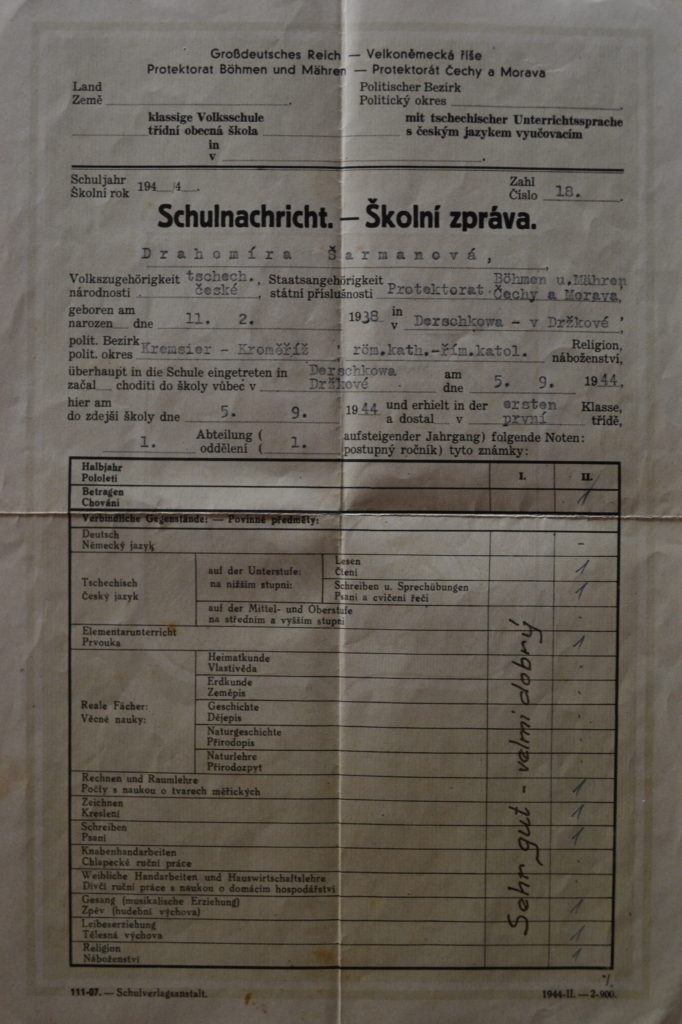 Großdeutsches Reich — Velkoněmecká říše
Protektorat Böhmen und Mähren — Protektorát Čechy a Morava
Land
Země
Politischer Bezirk
Politický okres
klassige Volksschule
třídní obecná škola
mit tschechischer Unterrichtssprache
s českým jazykem vyučovacím
in
v
Schuljahr
Školní rok 194 4 .
Zahl
Číslo 18.
Schulnachricht. — Školní zpráva.
Drahomíra Šarmanová,
Volkszugehörigkeit tschech., Staatsangehörigkeit Böhmen u. Mähren
národnosti české, státní příslušnosti Protektorat Čechy a Morava,
geboren am
narozen dne 11. 2. 1938 in
v Derschkowa - v Držkové ,
polit. Bezirk
polit. okres Kremsier - Kroměříž , röm.kath.-řím.katol. Religion,
náboženství,
überhaupt in die Schule eingetreten in Derschkowa am
začal choditi do školy vůbec v Držkové dne 5. 9. 1944,
hier am
do zdejší školy dne 5. 9. 1944 und erhielt in der ersten Klasse,
a dostal v první třídě,
1. Abteilung ( 1. aufsteigender Jahrgang) folgende Noten:
oddělení ( postupný ročník) tyto známky:
Halbjahr
Pololetí
I. II.
Betragen
Chování 1
Verbindliche Gegenstände: — Povinné předměty:
Deutsch
Německý jazyk -
Tschechisch
Český jazyk
auf der Unterstufe:
na nižším stupni:
Lesen
Čtení 1
Schreiben u. Sprechübungen
Psaní a cvičení řečí 1
auf der Mittel- und Oberstufe
na středním a vyšším stupni
Elementarunterricht
Prvouka 1
Reale Fächer:
Věcné nauky:
Heimatkunde
Vlastivěda
Erdkunde
Zeměpis
Geschichte
Dějepis
Naturgeschichte
Přírodopis
Naturlehre
Přírodozpyt
Rechnen und Raumlehre
Počty s naukou o tvarech měřických 1
Zeichnen
Kreslení 1
Schreiben
Psaní 1
Knabenhandarbeiten
Chlapecké ruční práce
Weibliche Handarbeiten und Hauswirtschaftslehre
Dívčí ruční práce s naukou o domácím hospodářství
Gesang (musikalische Erziehung)
Zpěv (hudební výchova) 1
Leibeserziehung
Tělesná výchova 1
Religion
Náboženství 1
Sehr gut - velmi dobrý
111-07. — Schulverlagsanstalt.
1944-II. — 2-900.